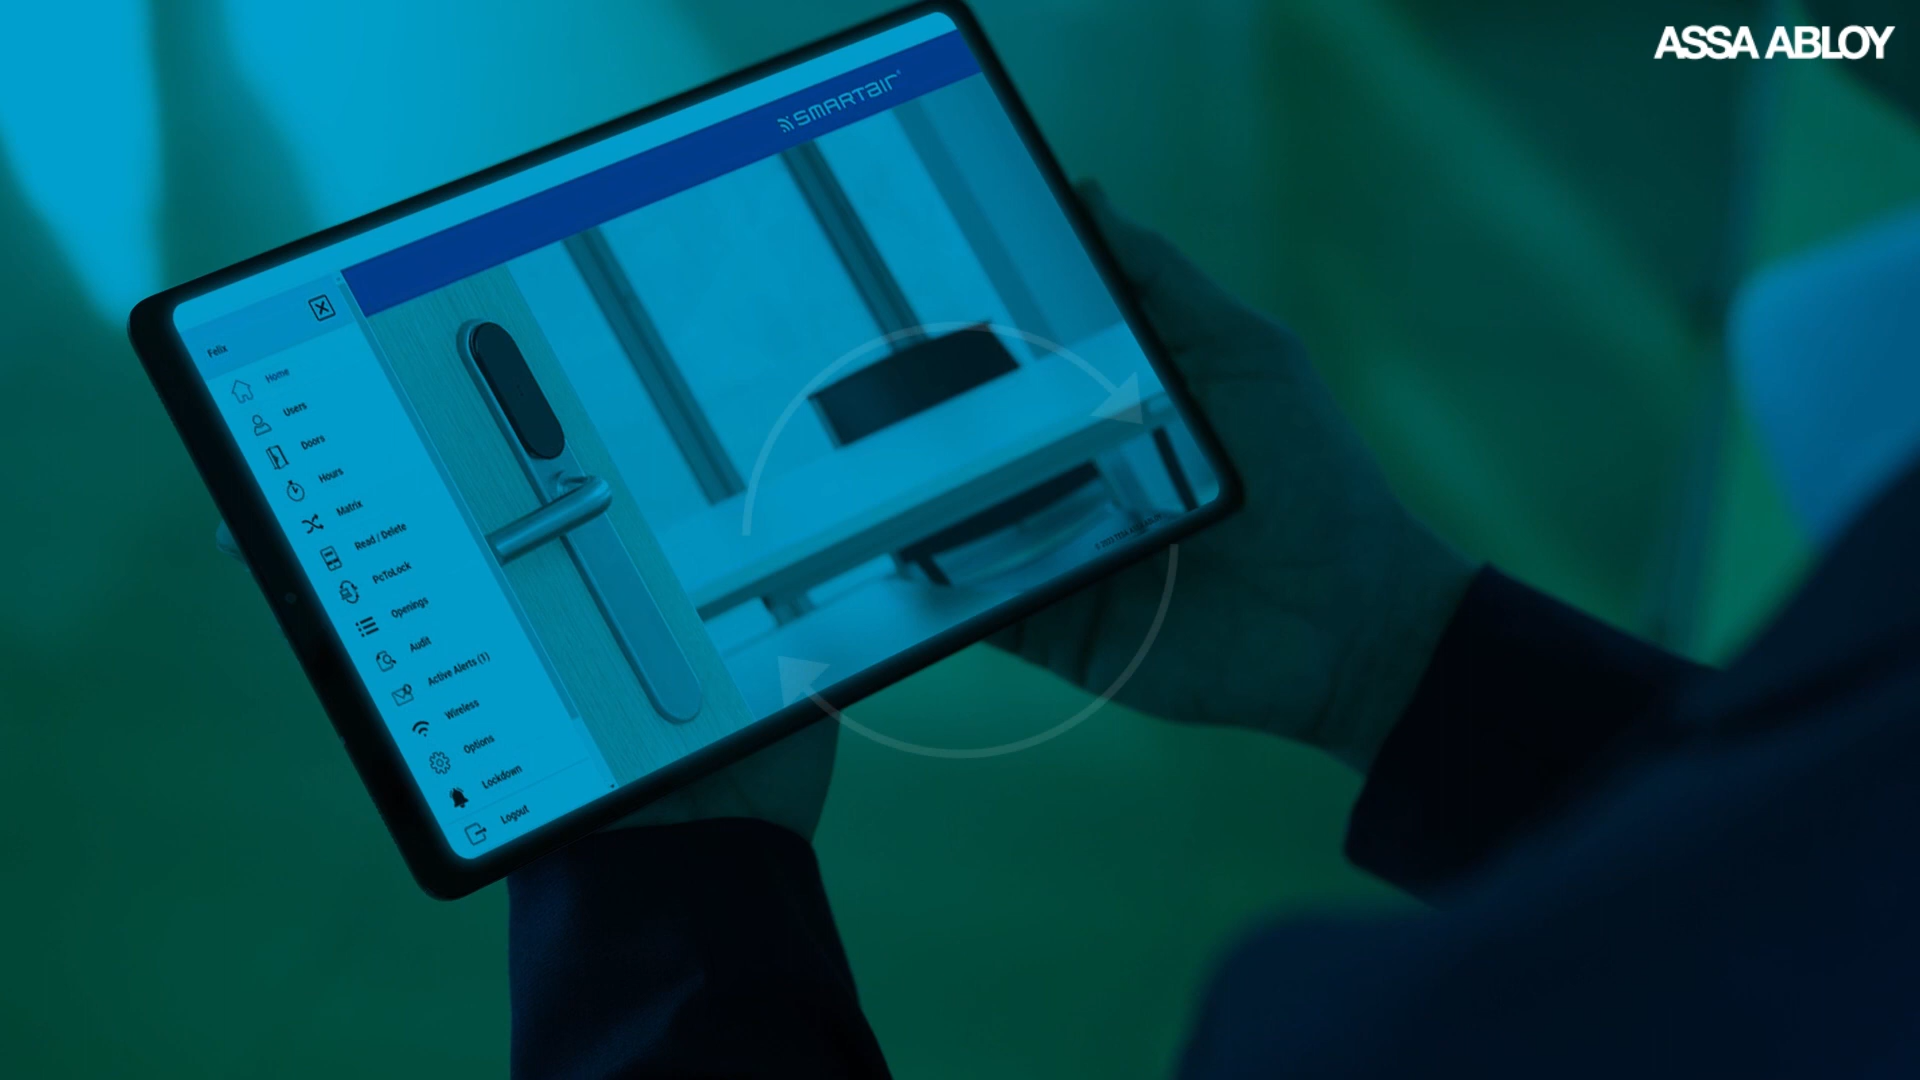 ASSA ABLOY
SMARTair
Felix
Home
Users
Doors
Hours
Matrix
Read / Delete
PcToLock
Openings
Audit
Active Alerts (1)
Wireless
Options
Lockdown
Logout